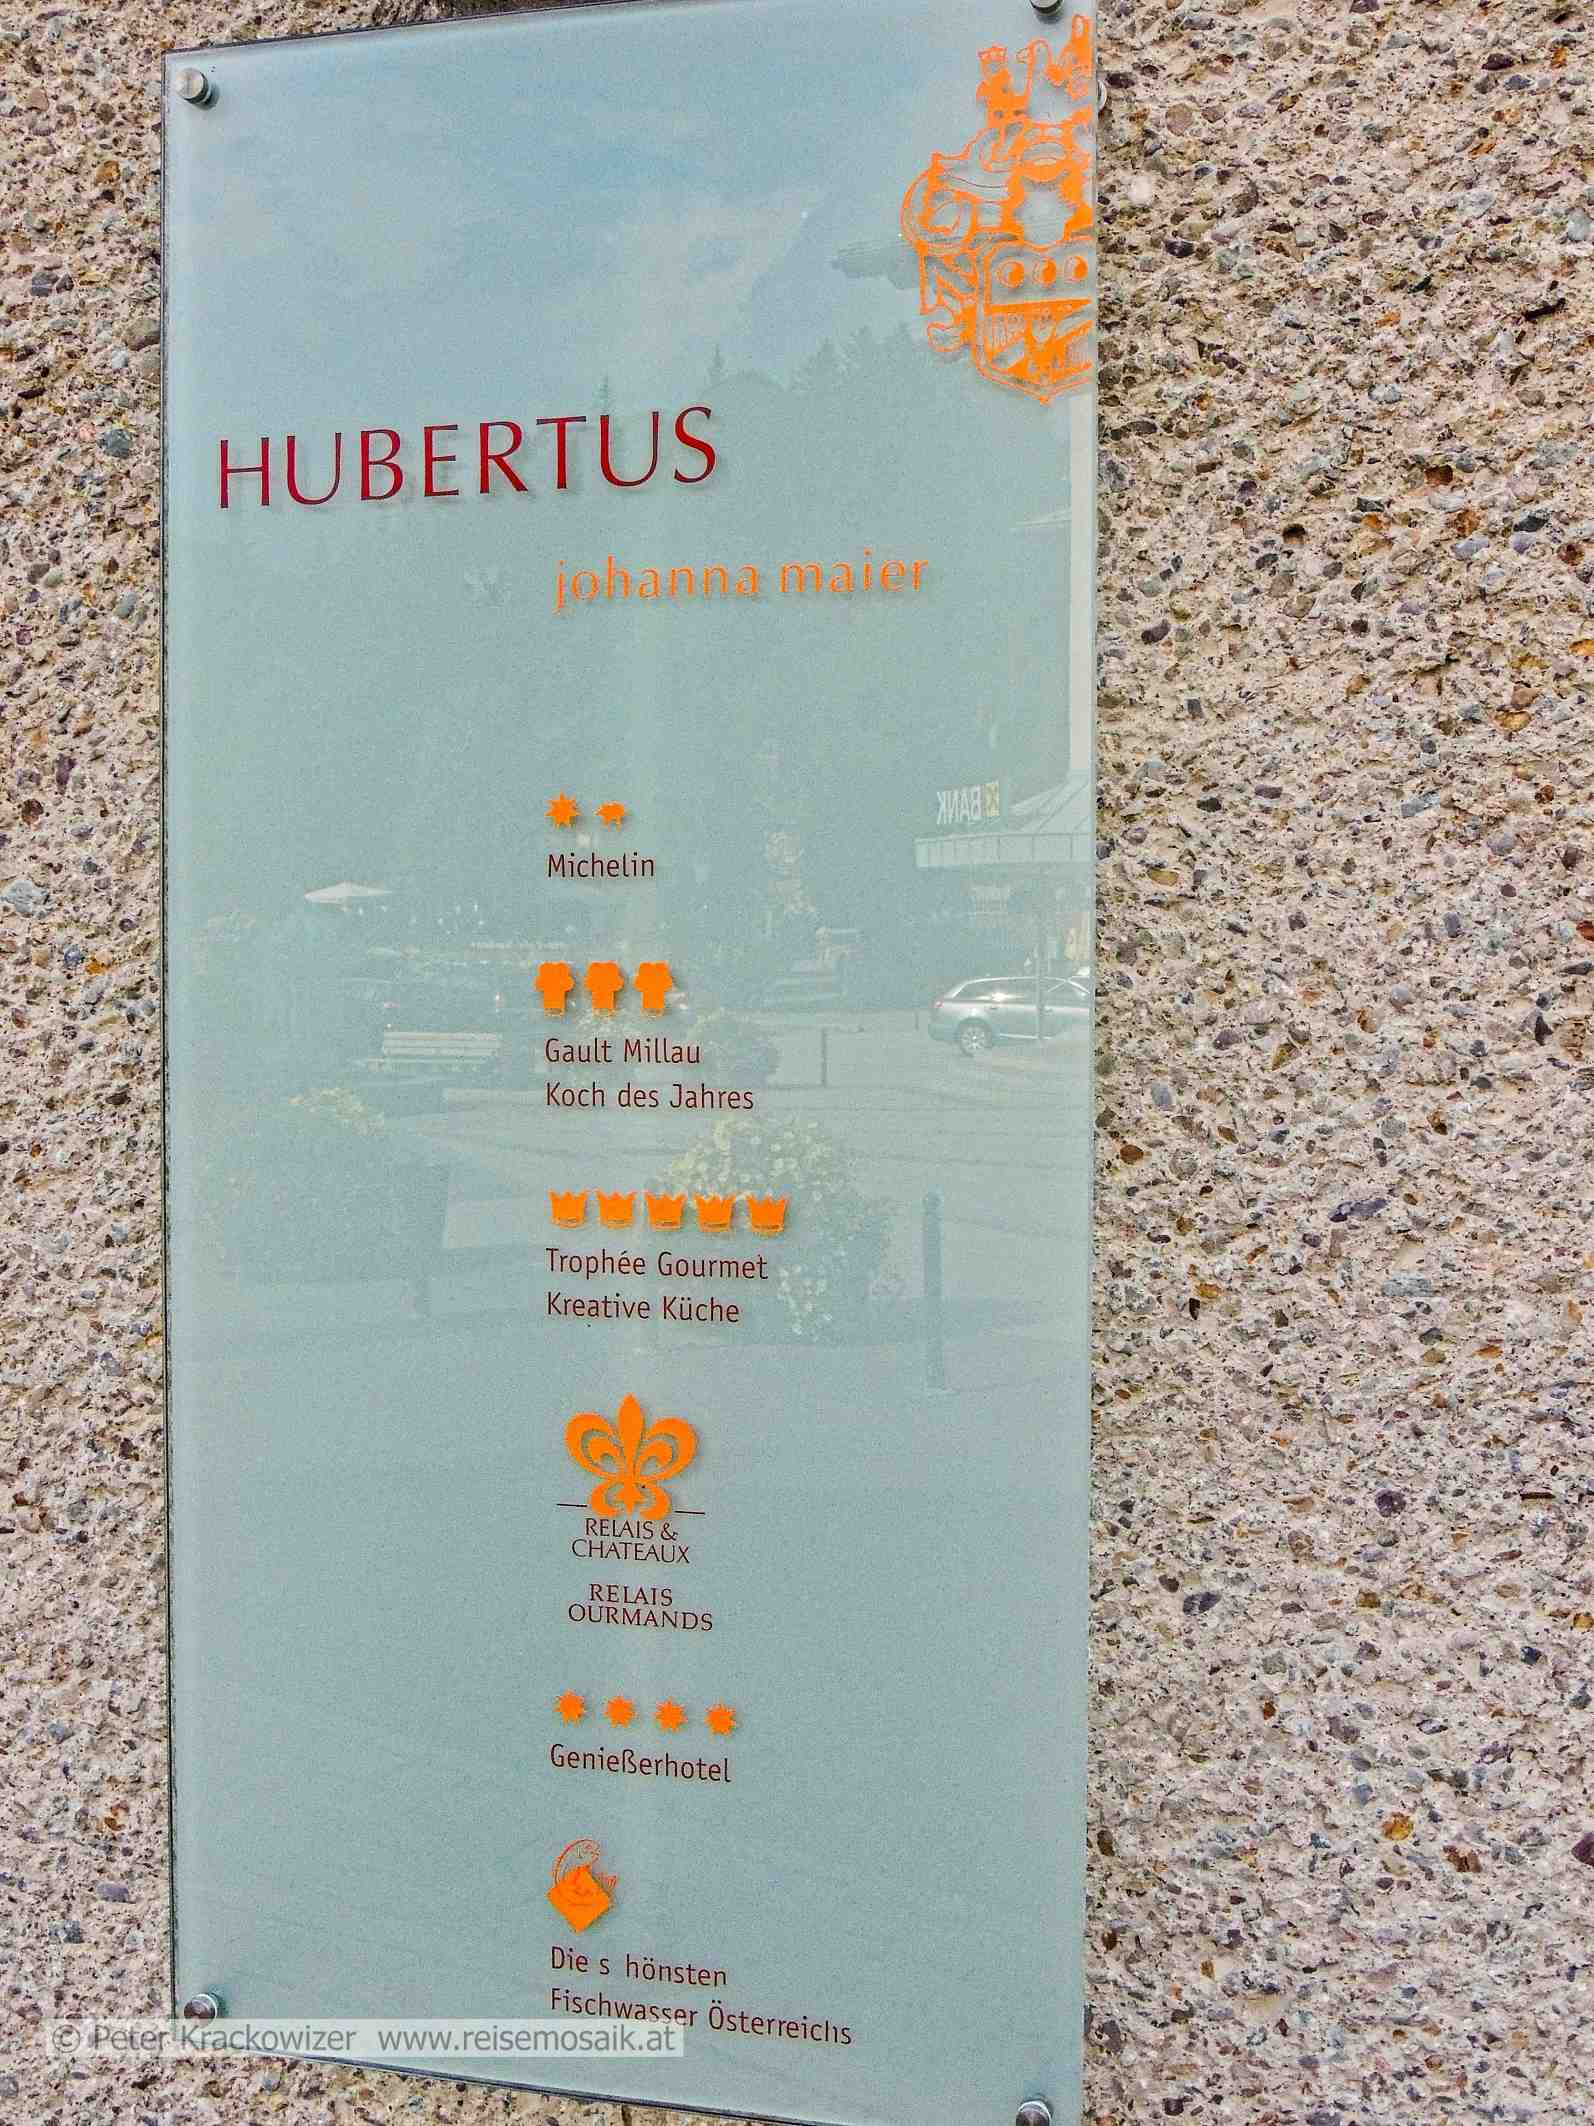 HUBERTUS
johanna maier
BANK
Michelin
Gault Millau
Koch des Jahres
Trophée Gourmet
Kreative Küche
RELAIS &
CHATEAUX
RELAIS
OURMANDS
Genießerhotel
Die s hönsten
Fischwasser Österreichs
© Peter Krackowizer www.reisemosaik.at